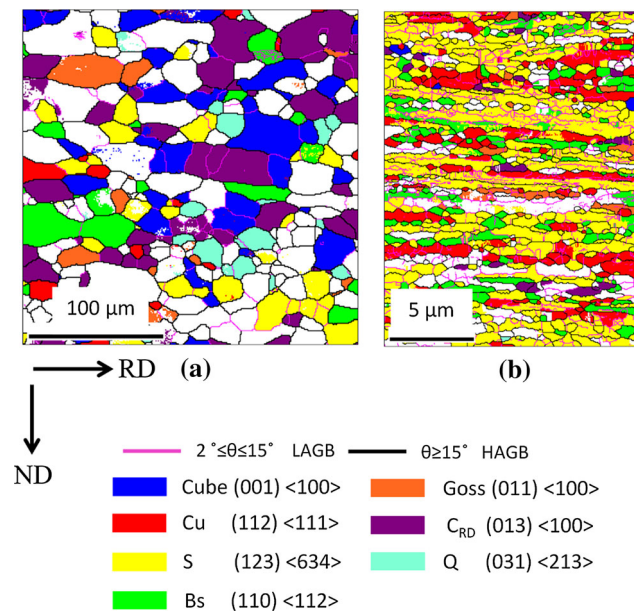 100 μm
5 μm
RD
(a)
(b)
ND
2 ˚≤θ≤15˚ LAGB
θ≥15˚ HAGB
Cube (001) <100>
Goss (011) <100>
Cu (112) <111>
C_RD (013) <100>
S (123) <634>
Q (031) <213>
Bs (110) <112>